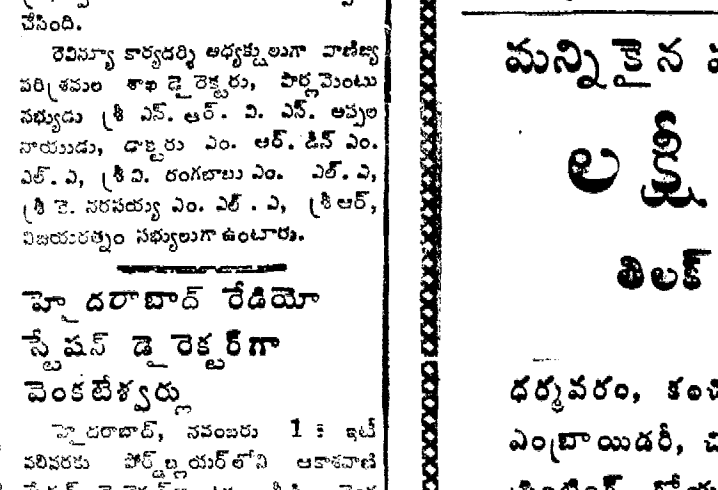 చేసింది.
రెవిన్యూ కార్యదర్శి అధ్యక్షులుగా వాణిజ్య
పరిశ్రమల శాఖ డైరెక్టరు, పార్లమెంటు
సభ్యుడు శ్రీ ఎస్. ఆర్. వి. ఎస్. అప్పల
నాయుడు, డాక్టరు ఎం. ఆర్. డీన్ ఎం.
ఎల్. ఎ, శ్రీ వి. రంగబాబు ఎం. ఎల్. ఎ,
శ్రీ కె. నరసయ్య ఎం. ఎల్. ఎ, శ్రీ ఆర్,
విజయరత్నం సభ్యులుగా ఉంటారు.
హైదరాబాద్ రేడియో
స్టేషన్ డైరెక్టర్‌గా
వెంకటేశ్వర్లు
హైదరాబాద్, నవంబరు 1 కి ఇటీ
వలివరకు పోర్ట్‌బ్లయర్‌లోని ఆకాశవాణి
మన్నికైన
లక్ష్మీ
తిలక్
ధర్మవరం, కంచి
ఎంబ్రాయిడరీ,